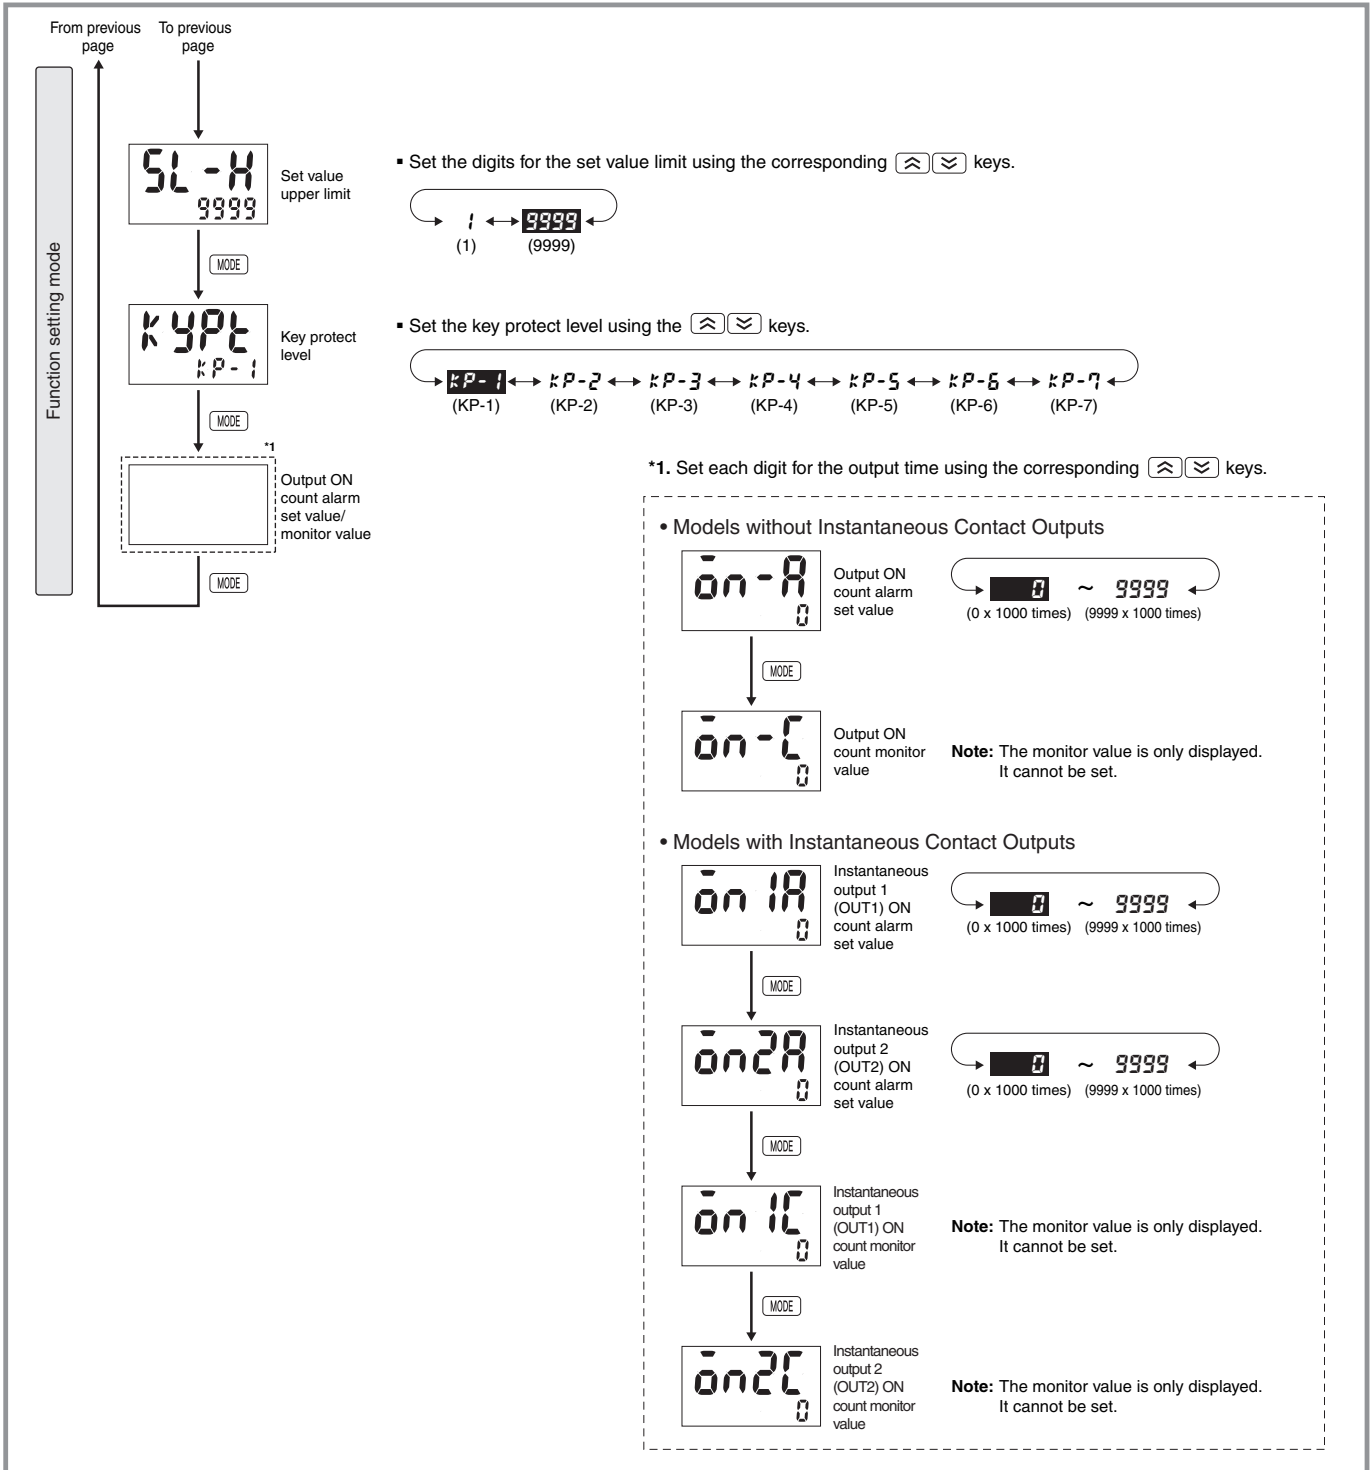 From previous page
To previous page
Function setting mode
SL-H
9999
Set value upper limit
▪ Set the digits for the set value limit using the corresponding keys.
1 9999
(1) (9999)
MODE
KYPt
KP-1
Key protect level
▪ Set the key protect level using the keys.
KP-1 KP-2 KP-3 KP-4 KP-5 KP-6 KP-7
(KP-1) (KP-2) (KP-3) (KP-4) (KP-5) (KP-6) (KP-7)
MODE
*1
Output ON count alarm set value/ monitor value
MODE
*1. Set each digit for the output time using the corresponding keys.
• Models without Instantaneous Contact Outputs
on-A
0
Output ON count alarm set value
0 ~ 9999
(0 x 1000 times) (9999 x 1000 times)
MODE
on-C
0
Output ON count monitor value
Note: The monitor value is only displayed.
It cannot be set.
• Models with Instantaneous Contact Outputs
on1A
0
Instantaneous output 1 (OUT1) ON count alarm set value
0 ~ 9999
(0 x 1000 times) (9999 x 1000 times)
MODE
on2A
0
Instantaneous output 2 (OUT2) ON count alarm set value
0 ~ 9999
(0 x 1000 times) (9999 x 1000 times)
MODE
on1C
0
Instantaneous output 1 (OUT1) ON count monitor value
Note: The monitor value is only displayed.
It cannot be set.
MODE
on2C
0
Instantaneous output 2 (OUT2) ON count monitor value
Note: The monitor value is only displayed.
It cannot be set.